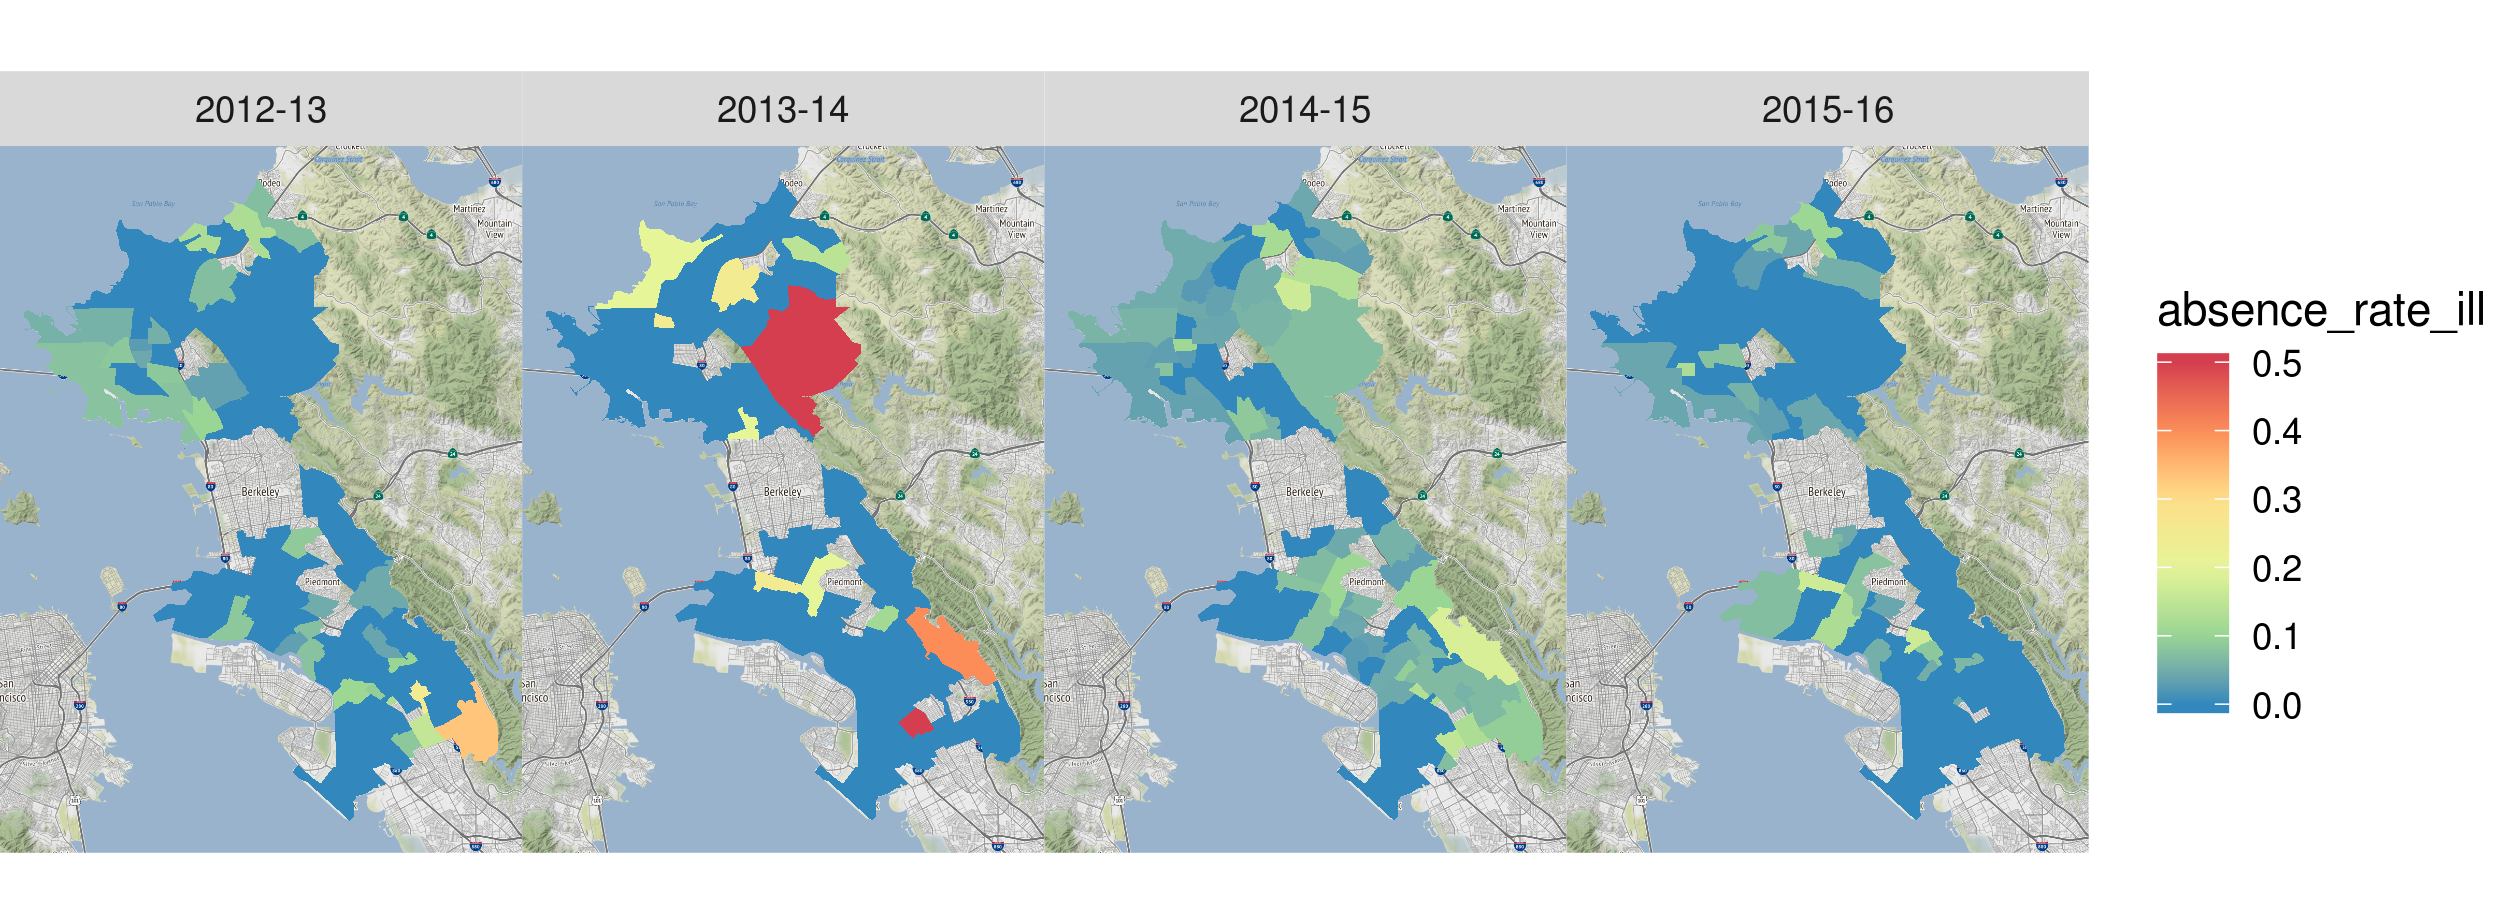 2012-13
2013-14
2014-15
2015-16
absence_rate_ill
0.5
0.4
0.3
0.2
0.1
0.0
Crockett
Carquinez Strait
Rodeo
San Pablo Bay
Martinez
Mountain
View
Berkeley
Piedmont
San
ncisco
Crockett
Carquinez Strait
Rodeo
San Pablo Bay
Martinez
Mountain
View
Berkeley
Piedmont
San
ncisco
Crockett
Carquinez Strait
Rodeo
San Pablo Bay
Martinez
Mountain
View
Berkeley
Piedmont
San
ncisco
Crockett
Carquinez Strait
Rodeo
San Pablo Bay
Martinez
Mountain
View
Berkeley
Piedmont
San
ncisco